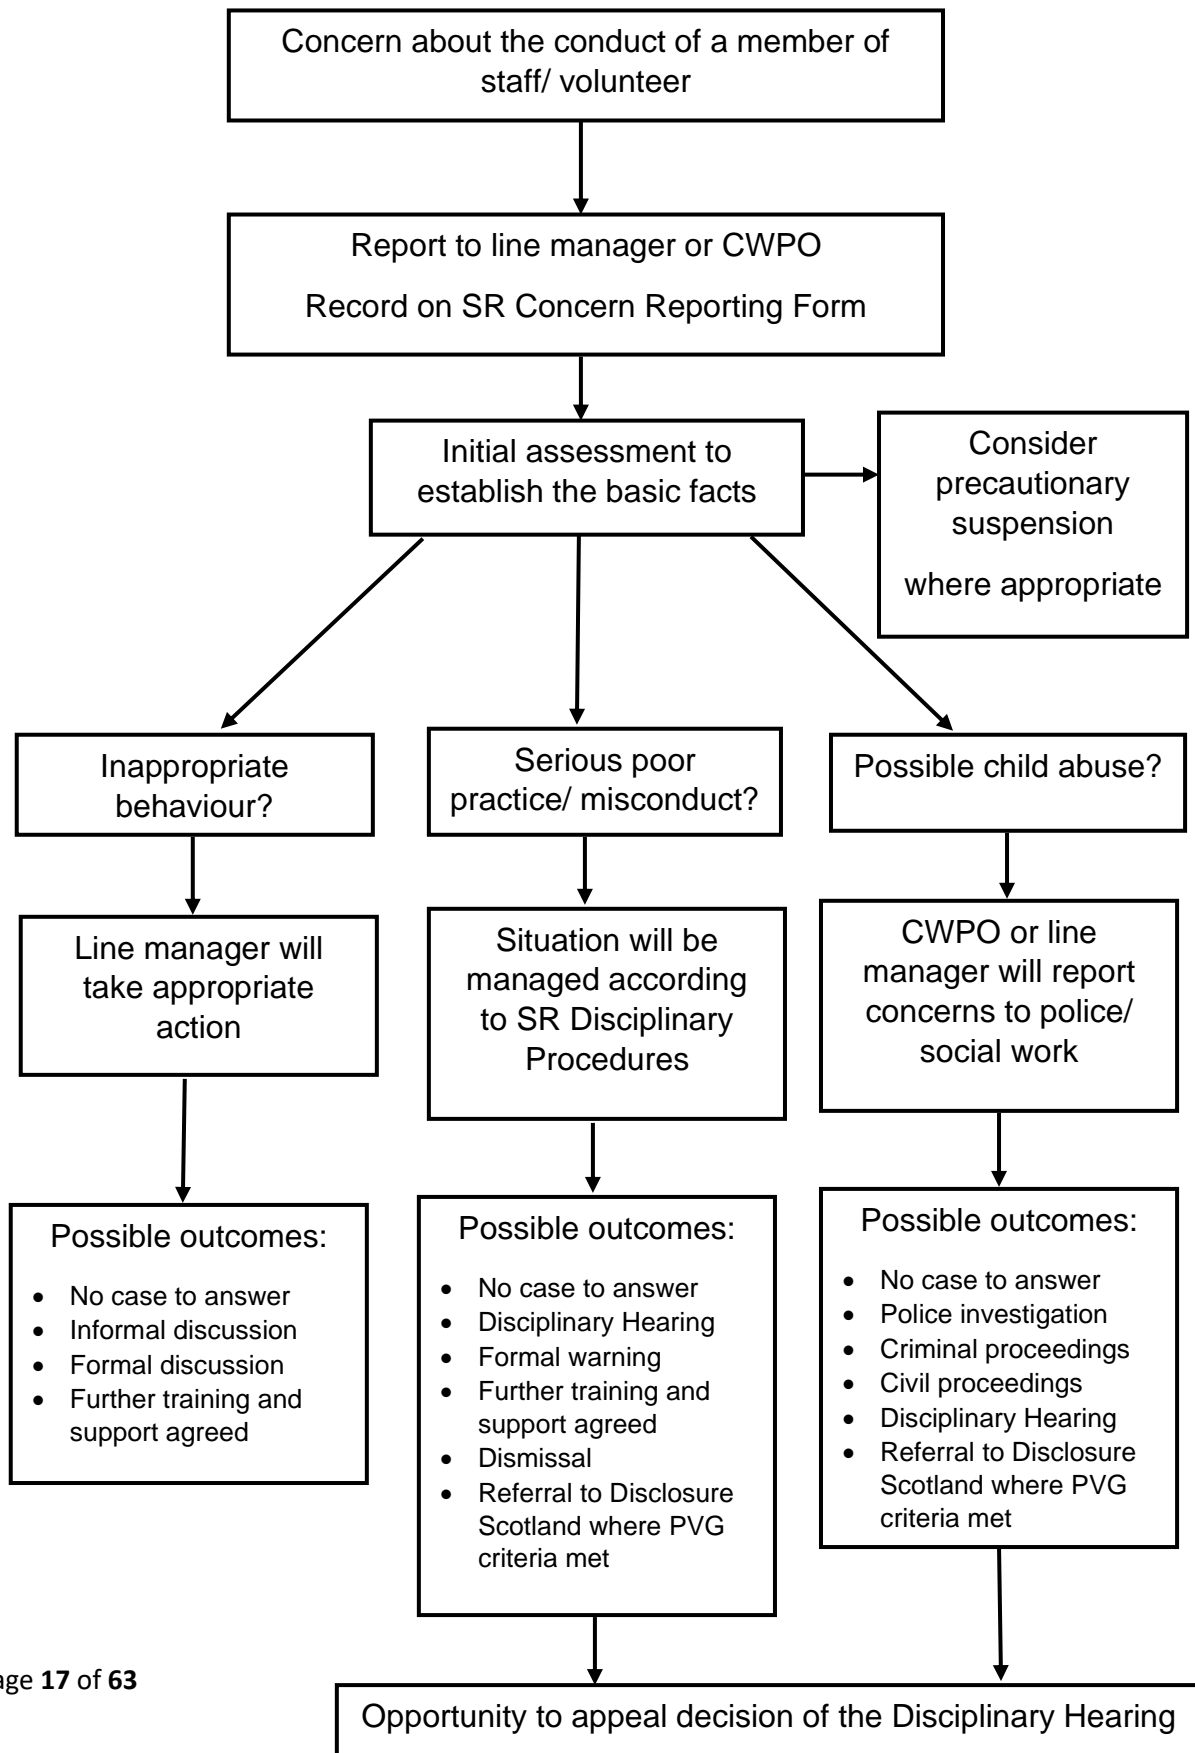 Concern about the conduct of a member of
staff/ volunteer
Report to line manager or CWPO
Record on SR Concern Reporting Form
Initial assessment to
establish the basic facts
Consider
precautionary
suspension
where appropriate
Inappropriate
behaviour?
Serious poor
practice/ misconduct?
Possible child abuse?
Line manager will
take appropriate
action
Situation will be
managed according
to SR Disciplinary
Procedures
CWPO or line
manager will report
concerns to police/
social work
Possible outcomes:
• No case to answer
• Informal discussion
• Formal discussion
• Further training and
support agreed
Possible outcomes:
• No case to answer
• Disciplinary Hearing
• Formal warning
• Further training and
support agreed
• Dismissal
• Referral to Disclosure
Scotland where PVG
criteria met
Possible outcomes:
• No case to answer
• Police investigation
• Criminal proceedings
• Civil proceedings
• Disciplinary Hearing
• Referral to Disclosure
Scotland where PVG
criteria met
age 17 of 63
Opportunity to appeal decision of the Disciplinary Hearing